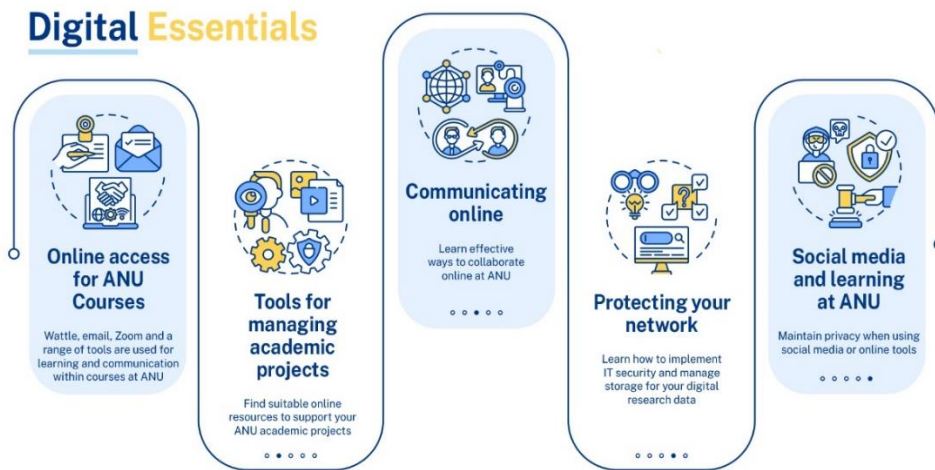 Digital Essentials
Online access
for ANU
Courses
Wattle, email, Zoom and a
range of tools are used for
learning and communication
within courses at ANU
Tools for
managing
academic
projects
Find suitable online
resources to support your
ANU academic projects
Communicating
online
Learn effective
ways to collaborate
online at ANU
Protecting your
network
Learn how to implement
IT security and manage
storage for your digital
research data
Social media
and learning
at ANU
Maintain privacy when using
social media or online tools